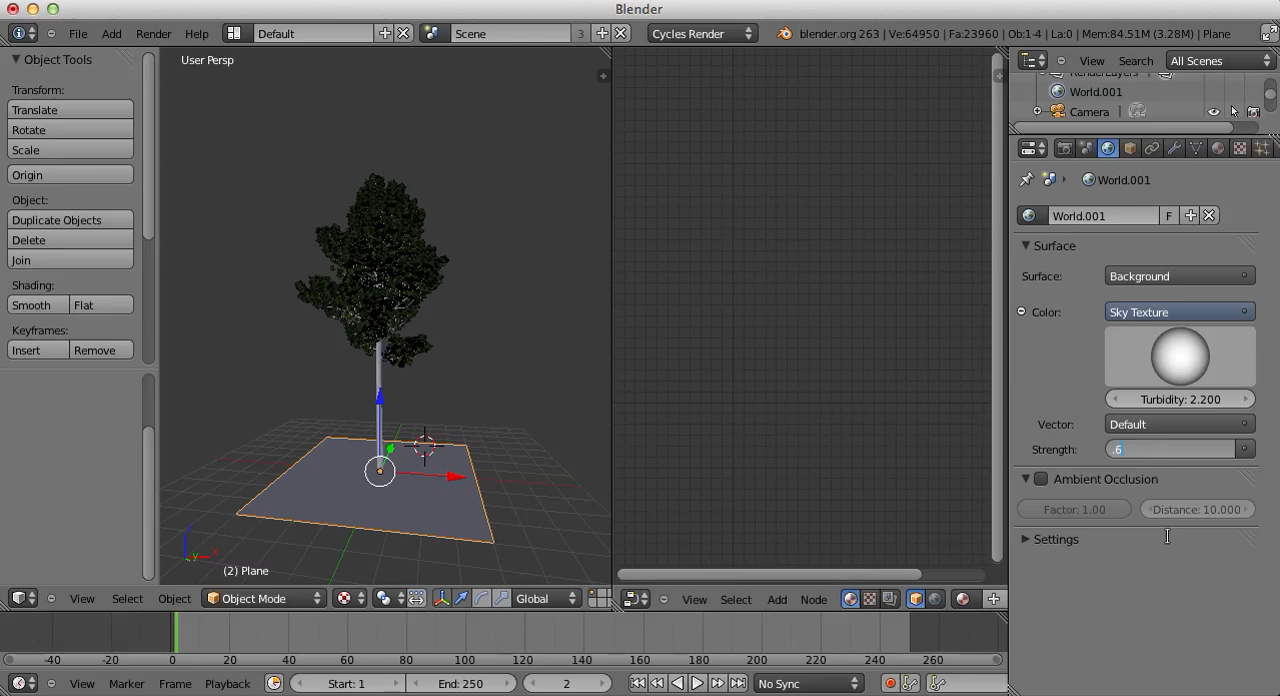 Blender
File Add Render Help Default Scene 3 Cycles Render blender.org 263 | Ve:64950 | Fa:23960 | Ob:1-4 | La:0 | Mem:84.51M (3.28M) | Plane
Object Tools
Transform:
Translate
Rotate
Scale
Origin
Object:
Duplicate Objects
Delete
Join
Shading:
Smooth Flat
Keyframes:
Insert Remove
User Persp
(2) Plane
View Select Object Object Mode Global
View Select Add Node
View Search All Scenes
RenderLayers
World.001
Camera
World.001
World.001 F
Surface
Surface: Background
Color: Sky Texture
Turbidity: 2.200
Vector: Default
Strength: .6
Ambient Occlusion
Factor: 1.00 Distance: 10.000
Settings
-40 -20 0 20 40 60 80 100 120 140 160 180 200 220 240 260
View Marker Frame Playback Start: 1 End: 250 2 No Sync